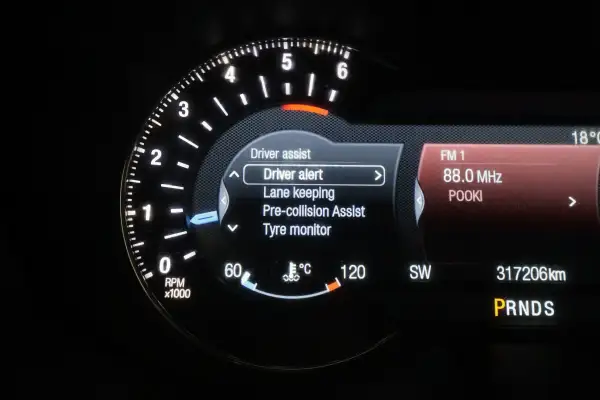 6
5
4
3
2
1
0
RPM
x1000
Driver assist
Driver alert
Lane keeping
Pre-collision Assist
Tyre monitor
60 °C 120
18°C
FM 1
88.0 MHz
POOKI
SW 317206km
PRNDS